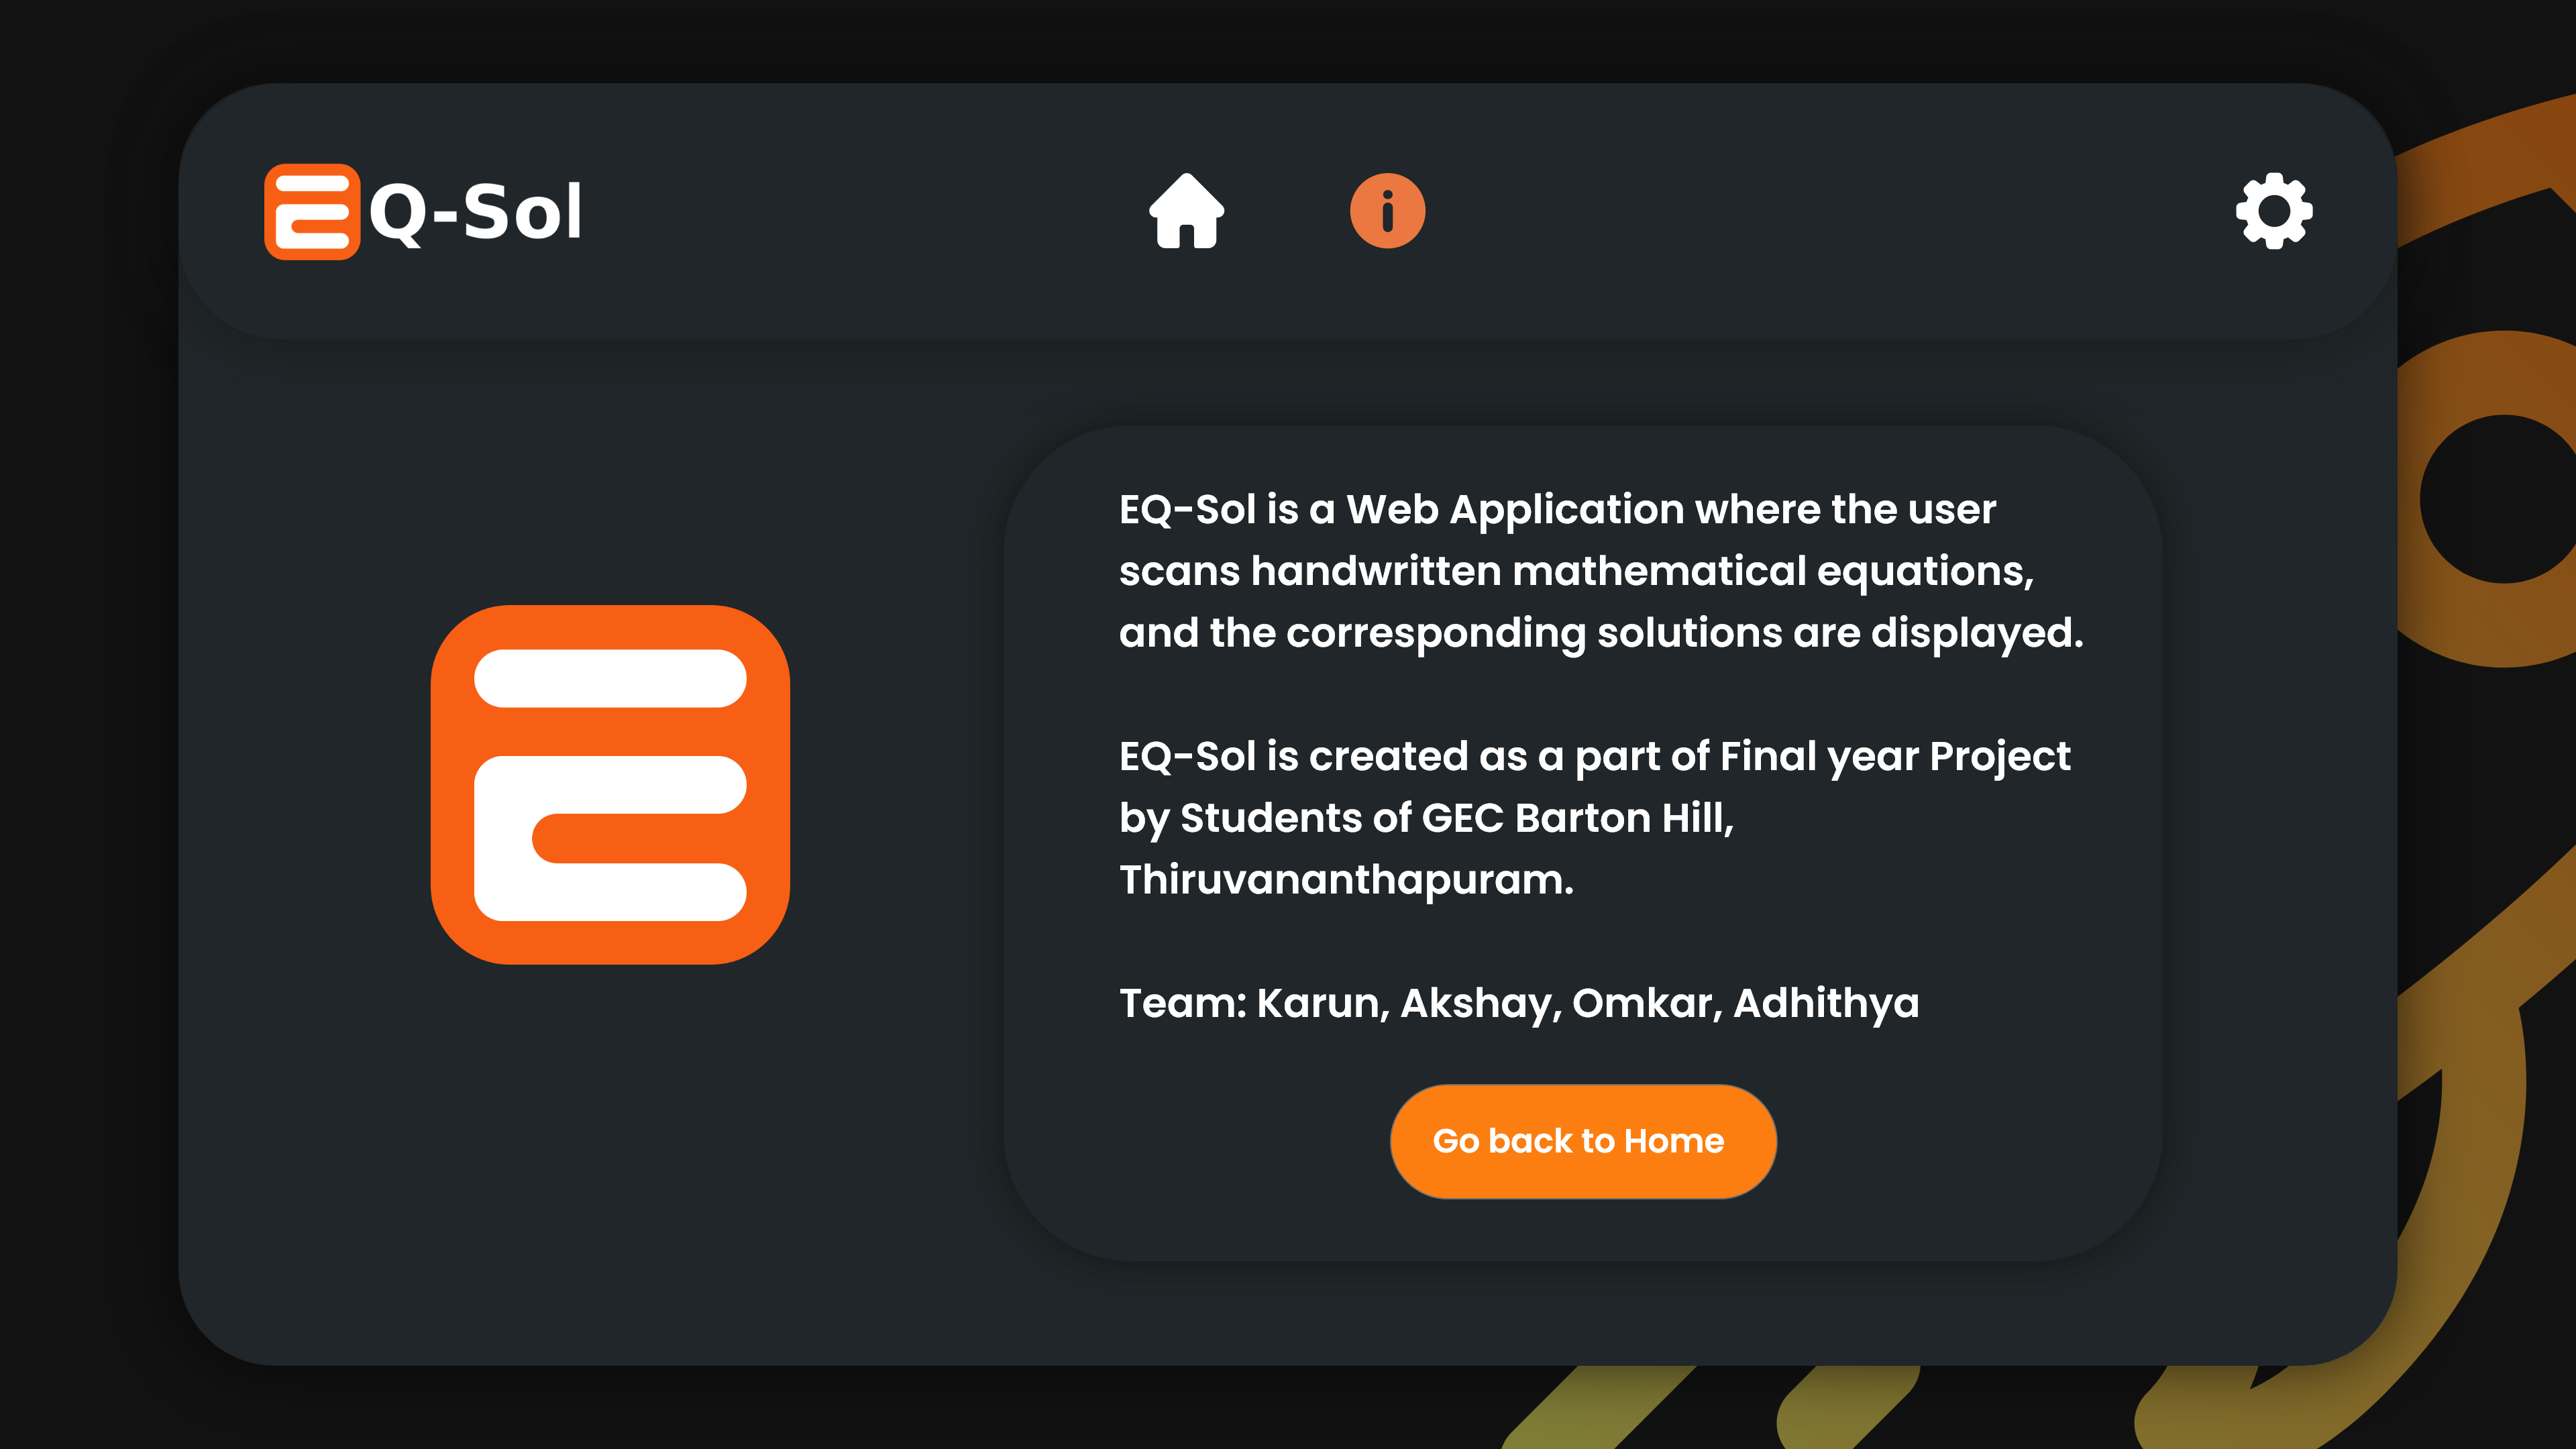 EQ-Sol
EQ-Sol is a Web Application where the user
scans handwritten mathematical equations,
and the corresponding solutions are displayed.
EQ-Sol is created as a part of Final year Project
by Students of GEC Barton Hill,
Thiruvananthapuram.
Team: Karun, Akshay, Omkar, Adhithya
Go back to Home